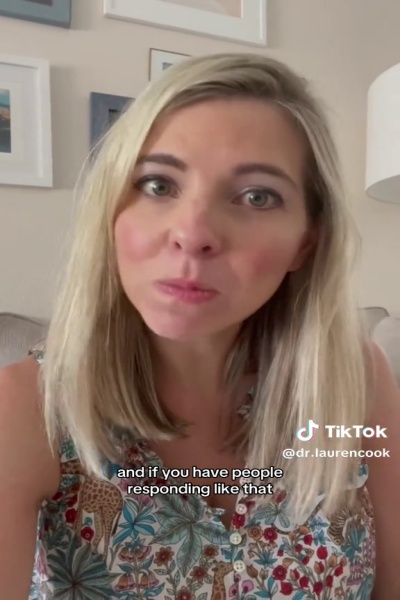 TikTok
@dr.laurencook
and if you have people
responding like that